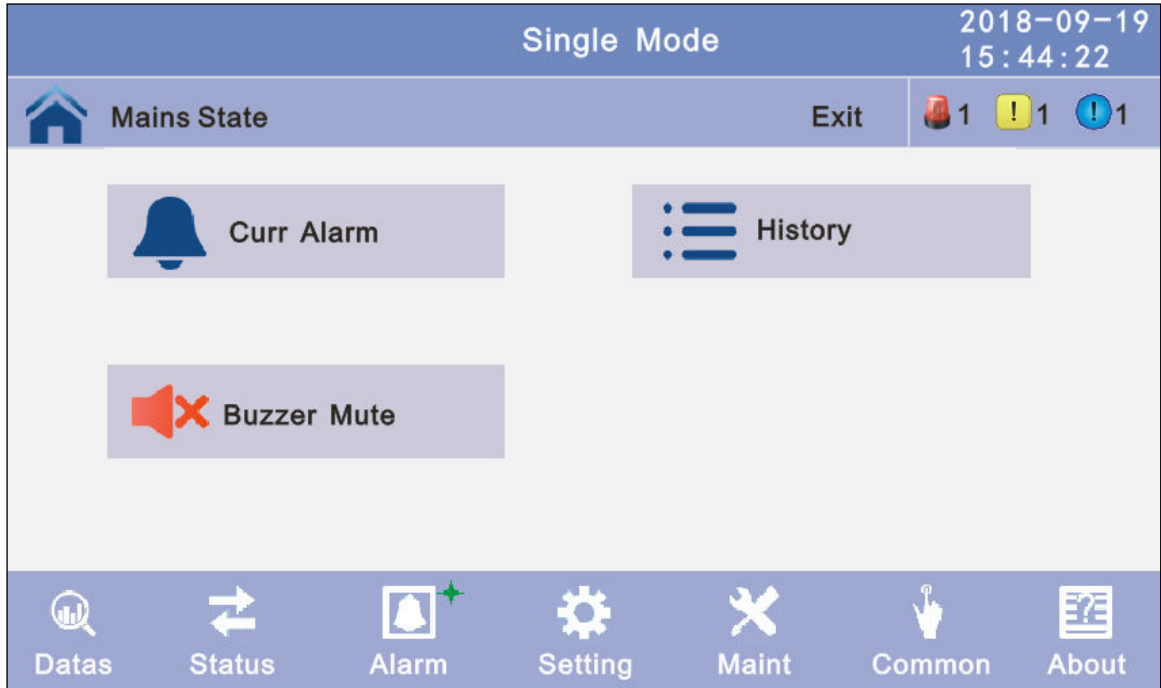 Single Mode
2018-09-19
15:44:22
Mains State
Exit
1
! 1
! 1
Curr Alarm
History
Buzzer Mute
Datas
Status
Alarm
Setting
Maint
Common
?
About